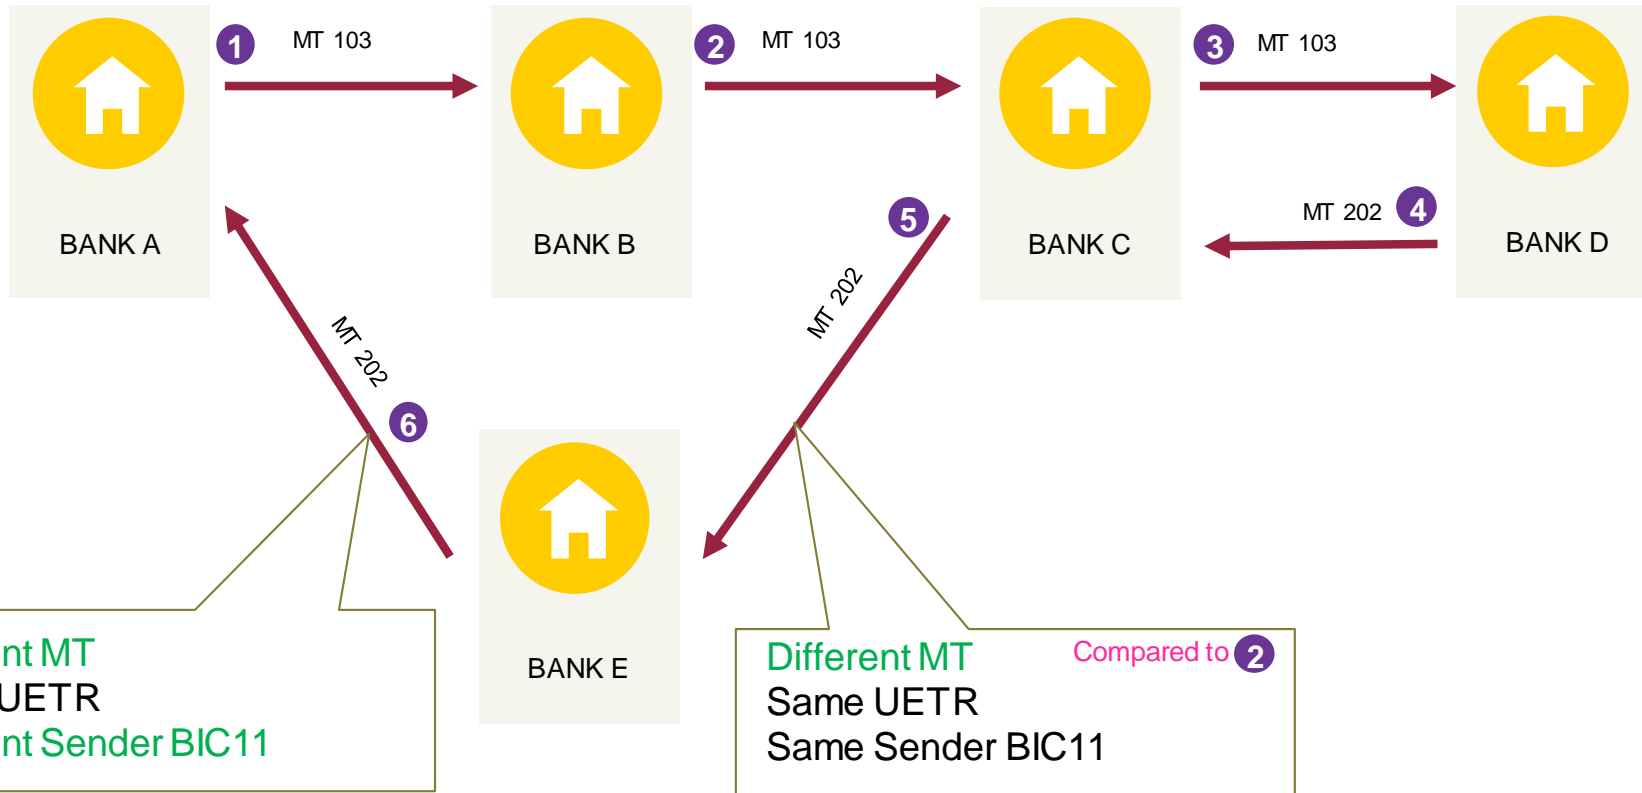 1 MT 103
2 MT 103
3 MT 103
BANK A
BANK B
BANK C
BANK D
5
MT 202 4
MT 202
MT 202
6
BANK E
nt MT
UETR
nt Sender BIC11
Different MT
Compared to 2
Same UETR
Same Sender BIC11